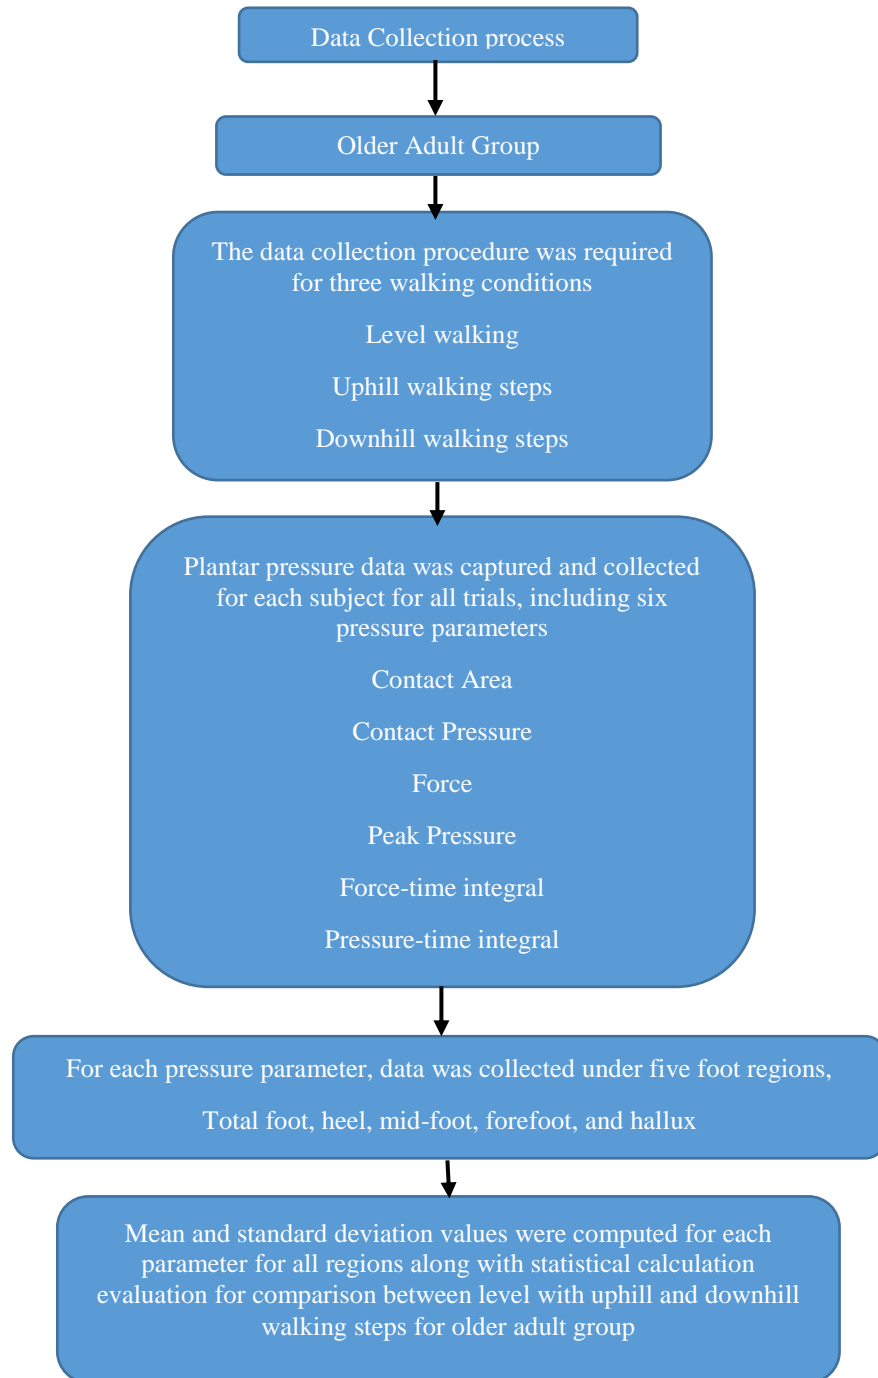 Data Collection process
Older Adult Group
The data collection procedure was required
for three walking conditions
Level walking
Uphill walking steps
Downhill walking steps
Plantar pressure data was captured and collected
for each subject for all trials, including six
pressure parameters
Contact Area
Contact Pressure
Force
Peak Pressure
Force-time integral
Pressure-time integral
For each pressure parameter, data was collected under five foot regions,
Total foot, heel, mid-foot, forefoot, and hallux
Mean and standard deviation values were computed for each
parameter for all regions along with statistical calculation
evaluation for comparison between level with uphill and downhill
walking steps for older adult group